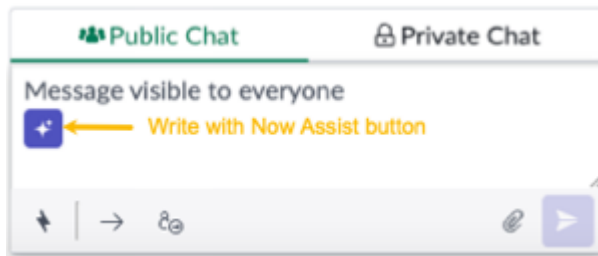 Public Chat
Private Chat
Message visible to everyone
Write with Now Assist button